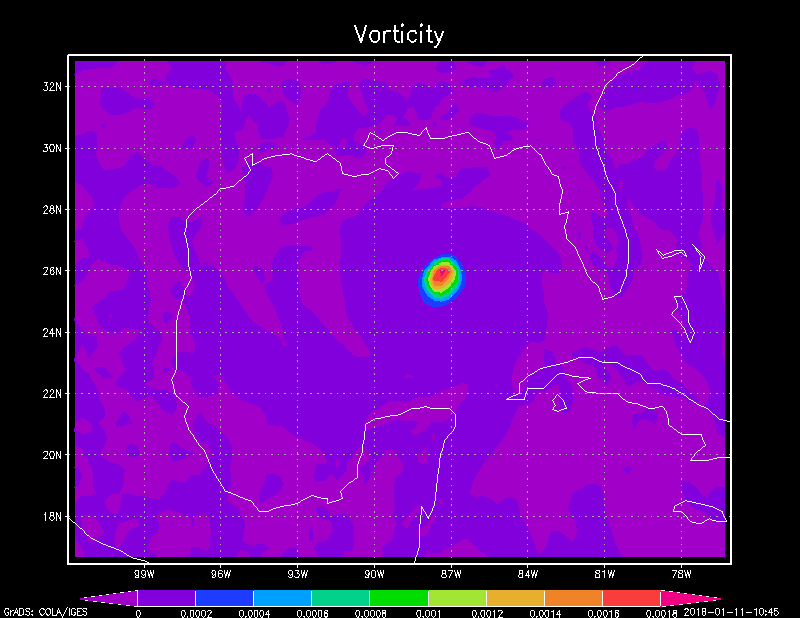 Vorticity
32N
30N
28N
26N
24N
22N
20N
18N
99W 96W 93W 90W 87W 84W 81W 78W
0 0.0002 0.0004 0.0006 0.0008 0.001 0.0012 0.0014 0.0016 0.0018
GrADS: COLA/IGES 2018-01-11-10:45